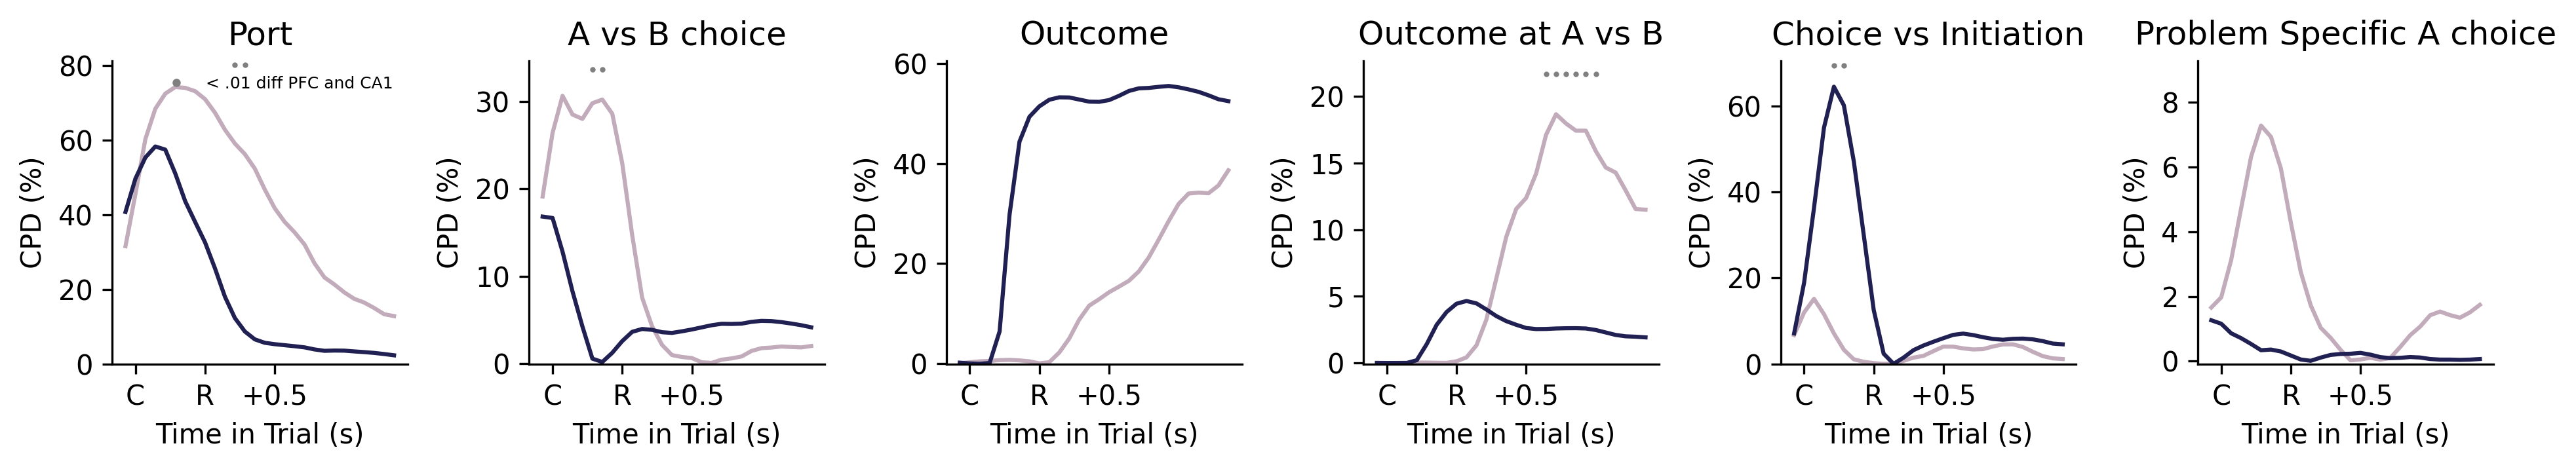 Port
80
60
40
20
0
CPD (%)
C R +0.5
Time in Trial (s)
< .01 diff PFC and CA1
A vs B choice
30
20
10
0
CPD (%)
C R +0.5
Time in Trial (s)
Outcome
60
40
20
0
CPD (%)
C R +0.5
Time in Trial (s)
Outcome at A vs B
20
15
10
5
0
CPD (%)
C R +0.5
Time in Trial (s)
Choice vs Initiation
60
40
20
0
CPD (%)
C R +0.5
Time in Trial (s)
Problem Specific A choice
8
6
4
2
0
CPD (%)
C R +0.5
Time in Trial (s)